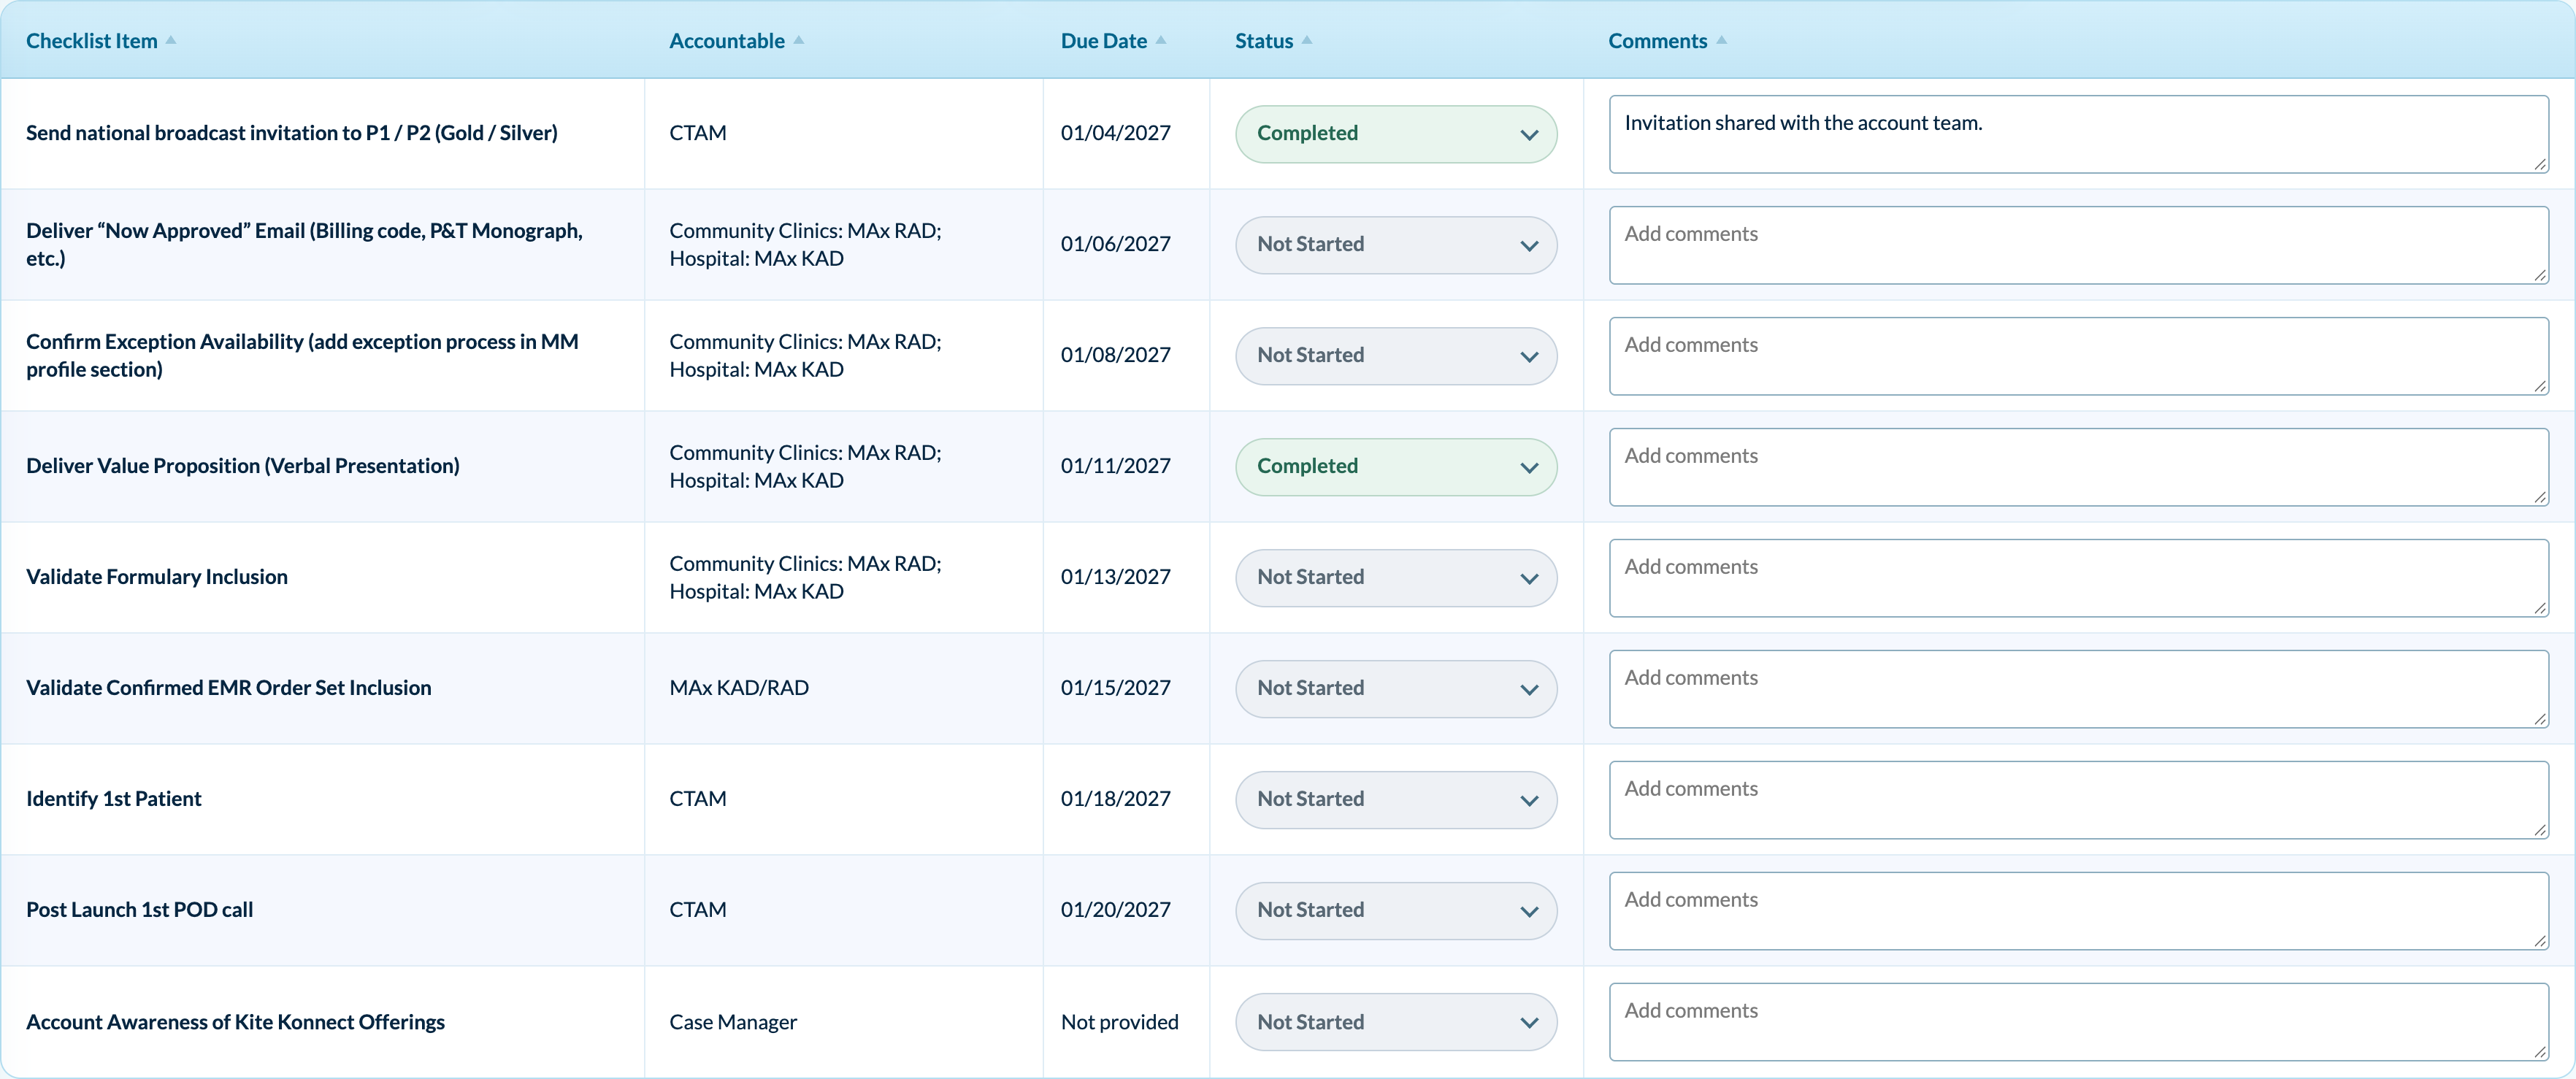 Checklist Item Accountable Due Date Status Comments
Send national broadcast invitation to P1 / P2 (Gold / Silver) CTAM 01/04/2027 Completed Invitation shared with the account team.
Deliver “Now Approved” Email (Billing code, P&T Monograph,
etc.)
Community Clinics: MAx RAD;
Hospital: MAx KAD
01/06/2027 Not Started Add comments
Confirm Exception Availability (add exception process in MM
profile section)
Community Clinics: MAx RAD;
Hospital: MAx KAD
01/08/2027 Not Started Add comments
Deliver Value Proposition (Verbal Presentation)
Community Clinics: MAx RAD;
Hospital: MAx KAD
01/11/2027 Completed Add comments
Validate Formulary Inclusion
Community Clinics: MAx RAD;
Hospital: MAx KAD
01/13/2027 Not Started Add comments
Validate Confirmed EMR Order Set Inclusion MAx KAD/RAD 01/15/2027 Not Started Add comments
Identify 1st Patient CTAM 01/18/2027 Not Started Add comments
Post Launch 1st POD call CTAM 01/20/2027 Not Started Add comments
Account Awareness of Kite Konnect Offerings Case Manager Not provided Not Started Add comments